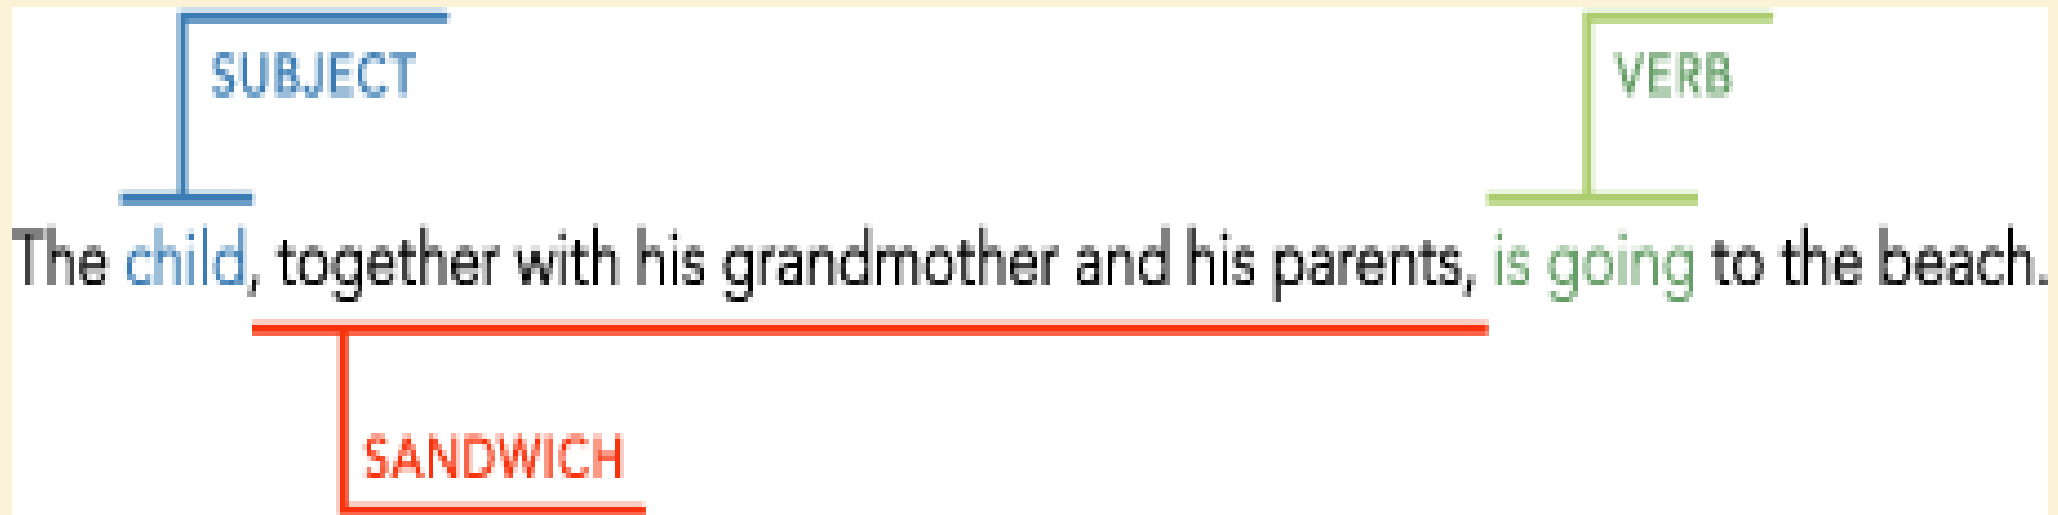 SUBJECT VERB
The child, together with his grandmother and his parents, is going to the beach.
SANDWICH